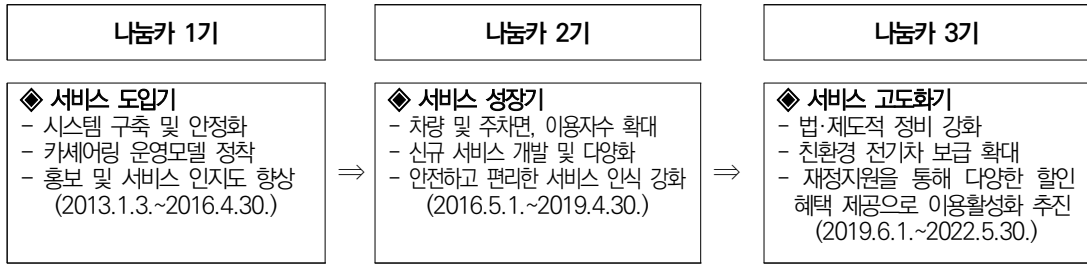 나눔카 1기
나눔카 2기
나눔카 3기
◈ 서비스 도입기
- 시스템 구축 및 안정화
- 카셰어링 운영모델 정착
- 홍보 및 서비스 인지도 향상
(2013.1.3.~2016.4.30.)
⇒
◈ 서비스 성장기
- 차량 및 주차면, 이용자수 확대
- 신규 서비스 개발 및 다양화
- 안전하고 편리한 서비스 인식 강화
(2016.5.1.~2019.4.30.)
⇒
◈ 서비스 고도화기
- 법·제도적 정비 강화
- 친환경 전기차 보급 확대
- 재정지원을 통해 다양한 할인
혜택 제공으로 이용활성화 추진
(2019.6.1.~2022.5.30.)